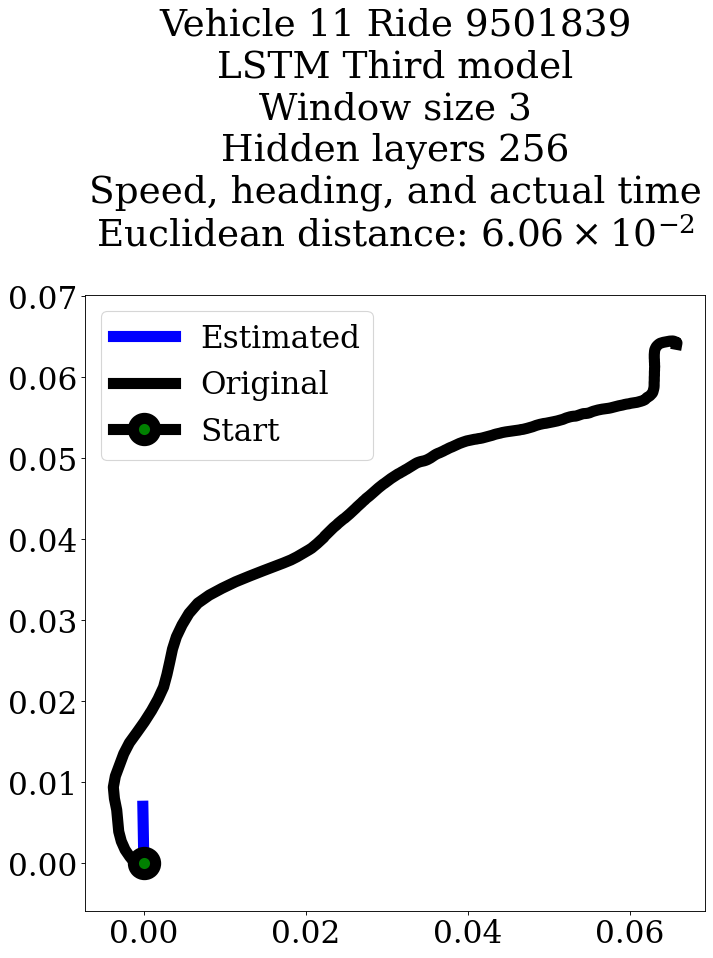 Vehicle 11 Ride 9501839
LSTM Third model
Window size 3
Hidden layers 256
Speed, heading, and actual time
Euclidean distance: 6.06 × 10⁻²
0.07
0.06
0.05
0.04
0.03
0.02
0.01
0.00
Estimated
Original
Start
0.00 0.02 0.04 0.06